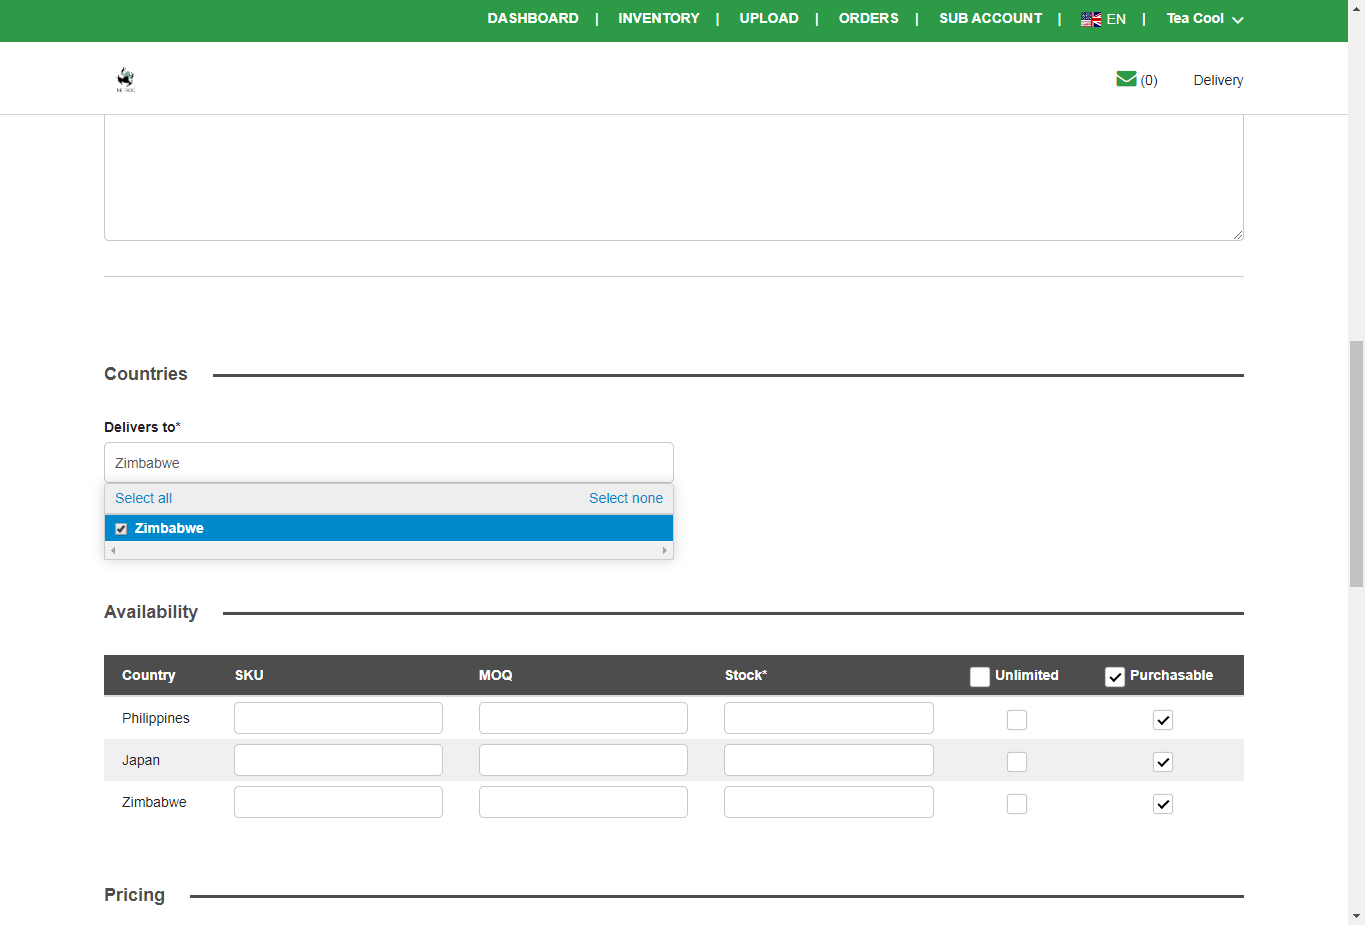 DASHBOARD | INVENTORY | UPLOAD | ORDERS | SUB ACCOUNT | EN | Tea Cool
(0) Delivery
Countries
Delivers to*
Zimbabwe
Select all Select none
Zimbabwe
Availability
Country SKU MOQ Stock* Unlimited Purchasable
Philippines
Japan
Zimbabwe
Pricing